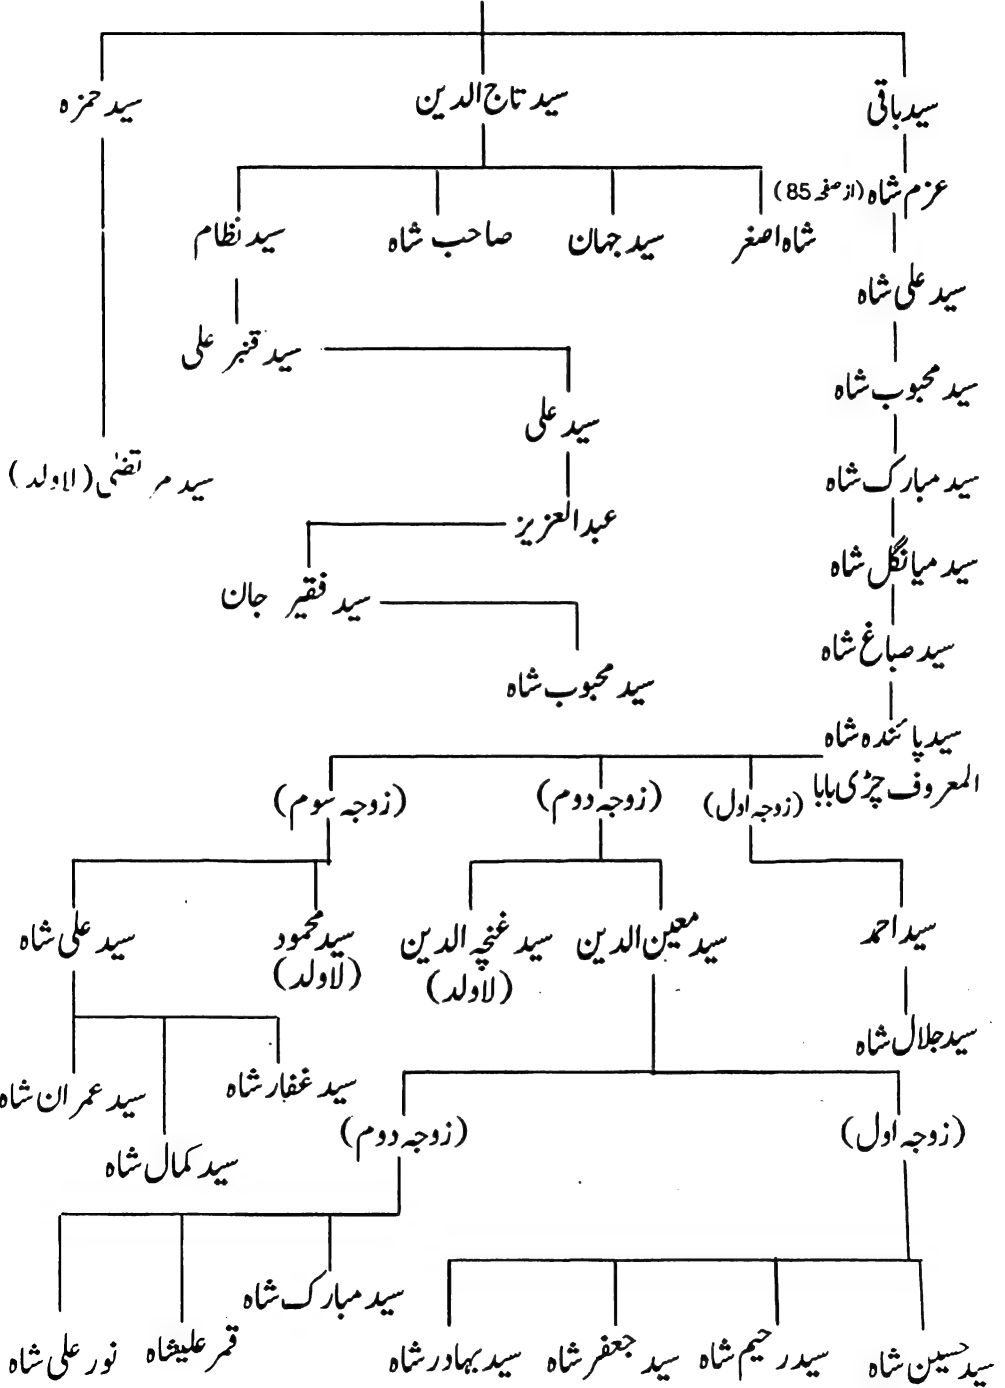 سید باقی
سید تاج الدین
سید حمزہ
عزم شاہ (از صفحہ 85)
شاہ اصغر
سید جہان
صاحب شاہ
سید نظام
سید علی شاہ
سید قنبر علی
سید محبوب شاہ
سید علی
سید مبارک شاہ
سید مرتضٰی (لاولد)
عبدالعزیز
سید میانگل شاہ
سید فقیر جان
سید صباغ شاہ
سید محبوب شاہ
سید پائندہ شاہ
المعروف چڑی بابا
(زوجہ اول)
(زوجہ دوم)
(زوجہ سوم)
سید احمد
سید معین الدین
سید غنچہ الدین
(لاولد)
سید محمود
(لاولد)
سید علی شاہ
سید جلال شاہ
سید غفار شاہ
سید عمران شاہ
سید کمال شاہ
(زوجہ اول)
(زوجہ دوم)
سید مبارک شاہ
قمر علیشاہ
نور علی شاہ
سید حسین شاہ
سید رحیم شاہ
سید جعفر شاہ
سید بہادر شاہ